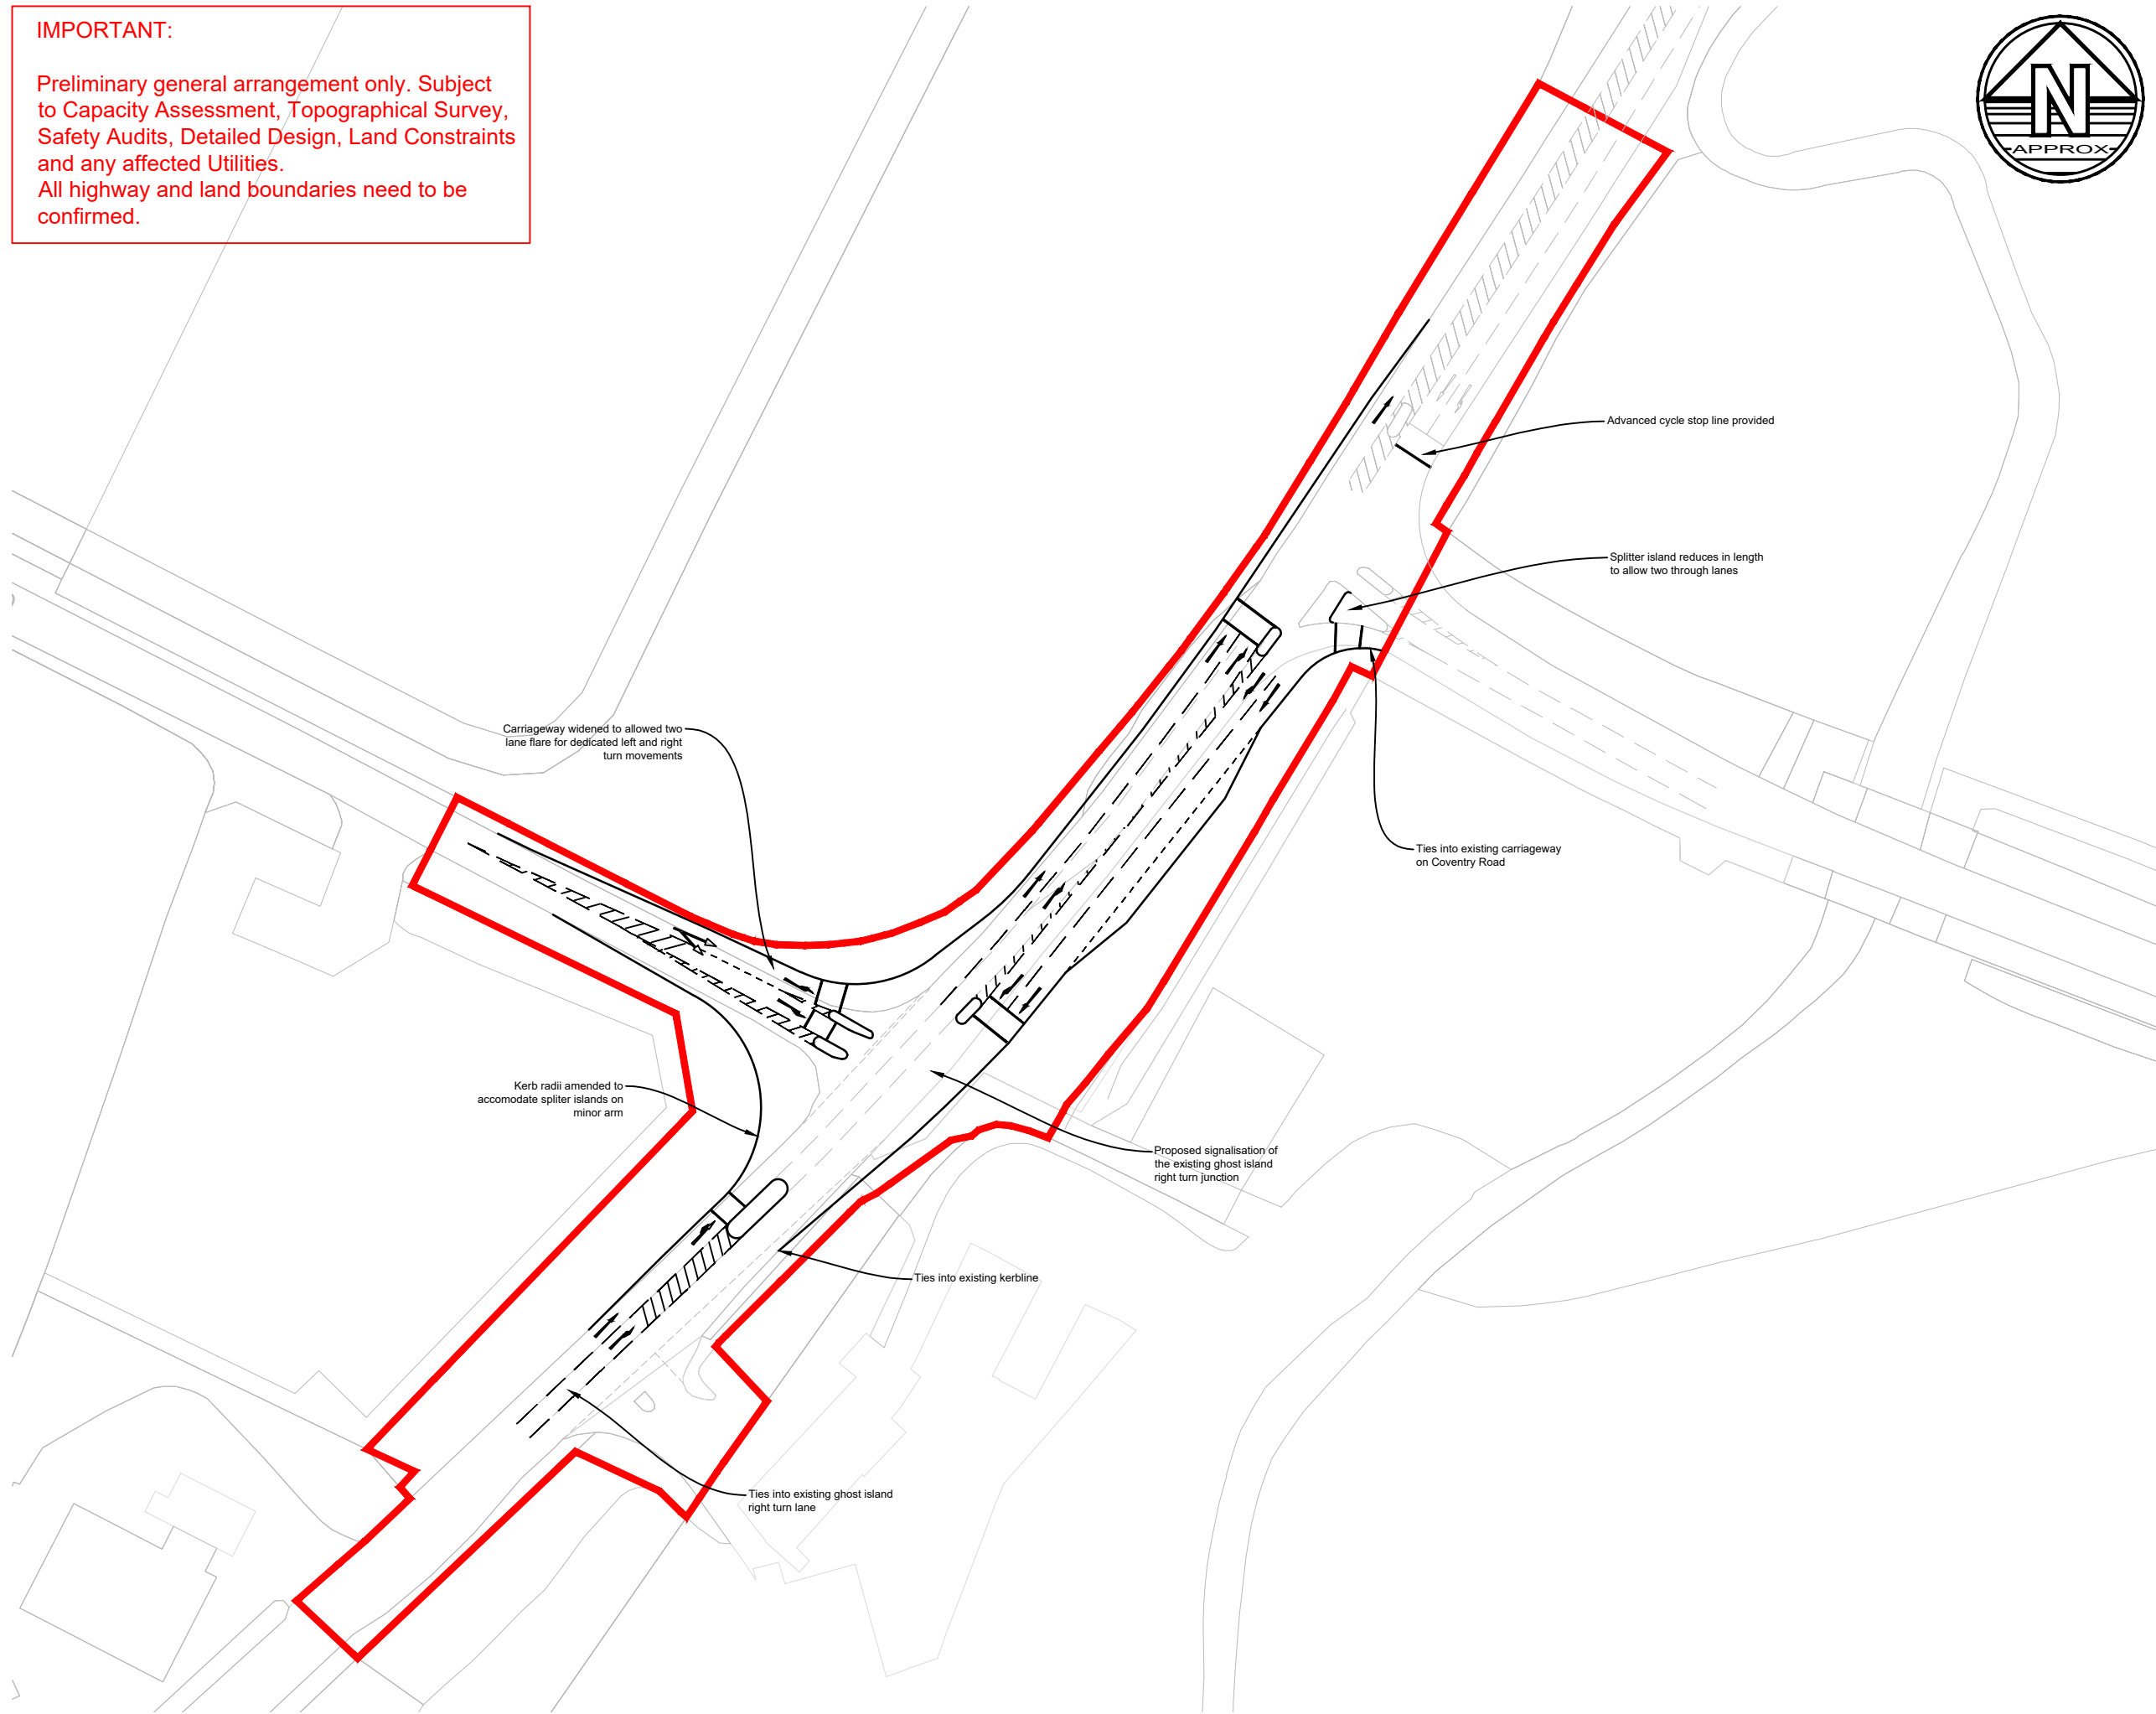 IMPORTANT:
Preliminary general arrangement only. Subject
to Capacity Assessment, Topographical Survey,
Safety Audits, Detailed Design, Land Constraints
and any affected Utilities.
All highway and land boundaries need to be
confirmed.
N
APPROX
Advanced cycle stop line provided
Splitter island reduces in length
to allow two through lanes
Carriageway widened to allowed two
lane flare for dedicated left and right
turn movements
Ties into existing carriageway
on Coventry Road
Kerb radii amended to
accomodate spliter islands on
minor arm
Proposed signalisation of
the existing ghost island
right turn junction
Ties into existing kerbline
Ties into existing ghost island
right turn lane